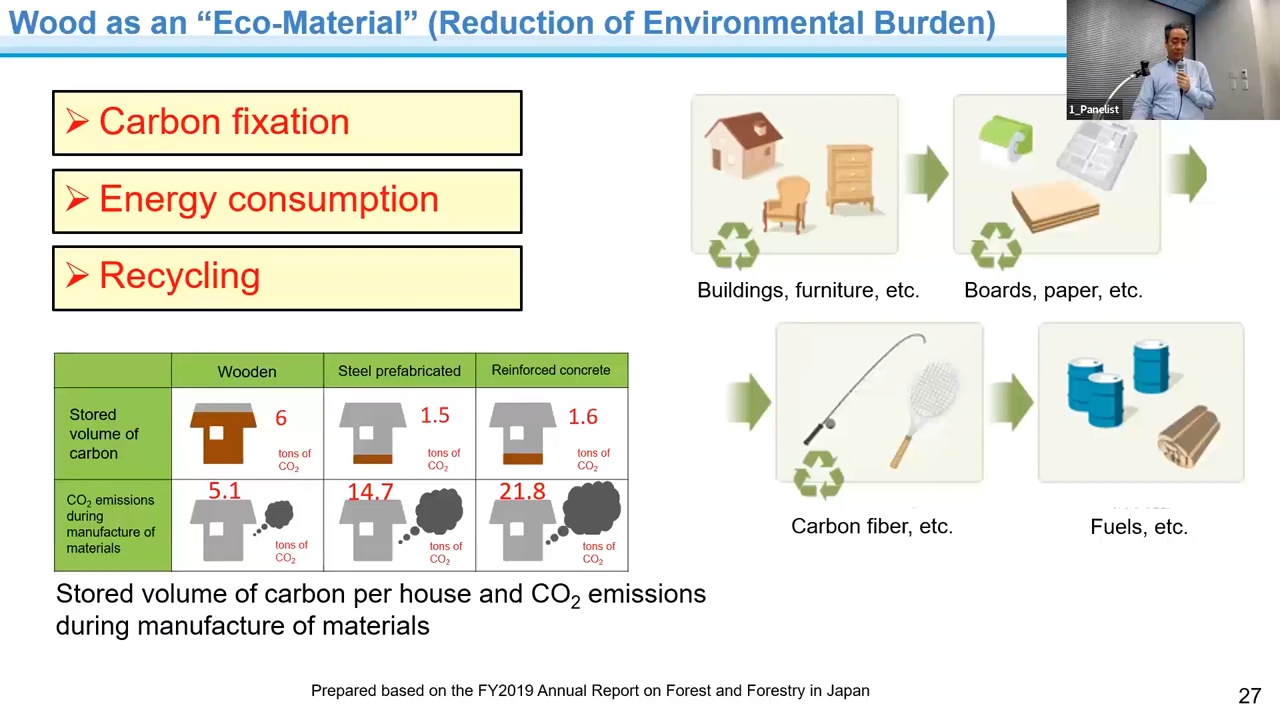 Wood as an “Eco-Material” (Reduction of Environmental Burden)
1_Panelist
➢ Carbon fixation
➢ Energy consumption
➢ Recycling
Buildings, furniture, etc.
Boards, paper, etc.
Carbon fiber, etc.
Fuels, etc.
Wooden
Steel prefabricated
Reinforced concrete
Stored
volume of
carbon
6
tons of
CO₂
1.5
tons of
CO₂
1.6
tons of
CO₂
CO₂ emissions
during
manufacture of
materials
5.1
tons of
CO₂
14.7
tons of
CO₂
21.8
tons of
CO₂
Stored volume of carbon per house and CO₂ emissions
during manufacture of materials
Prepared based on the FY2019 Annual Report on Forest and Forestry in Japan
27